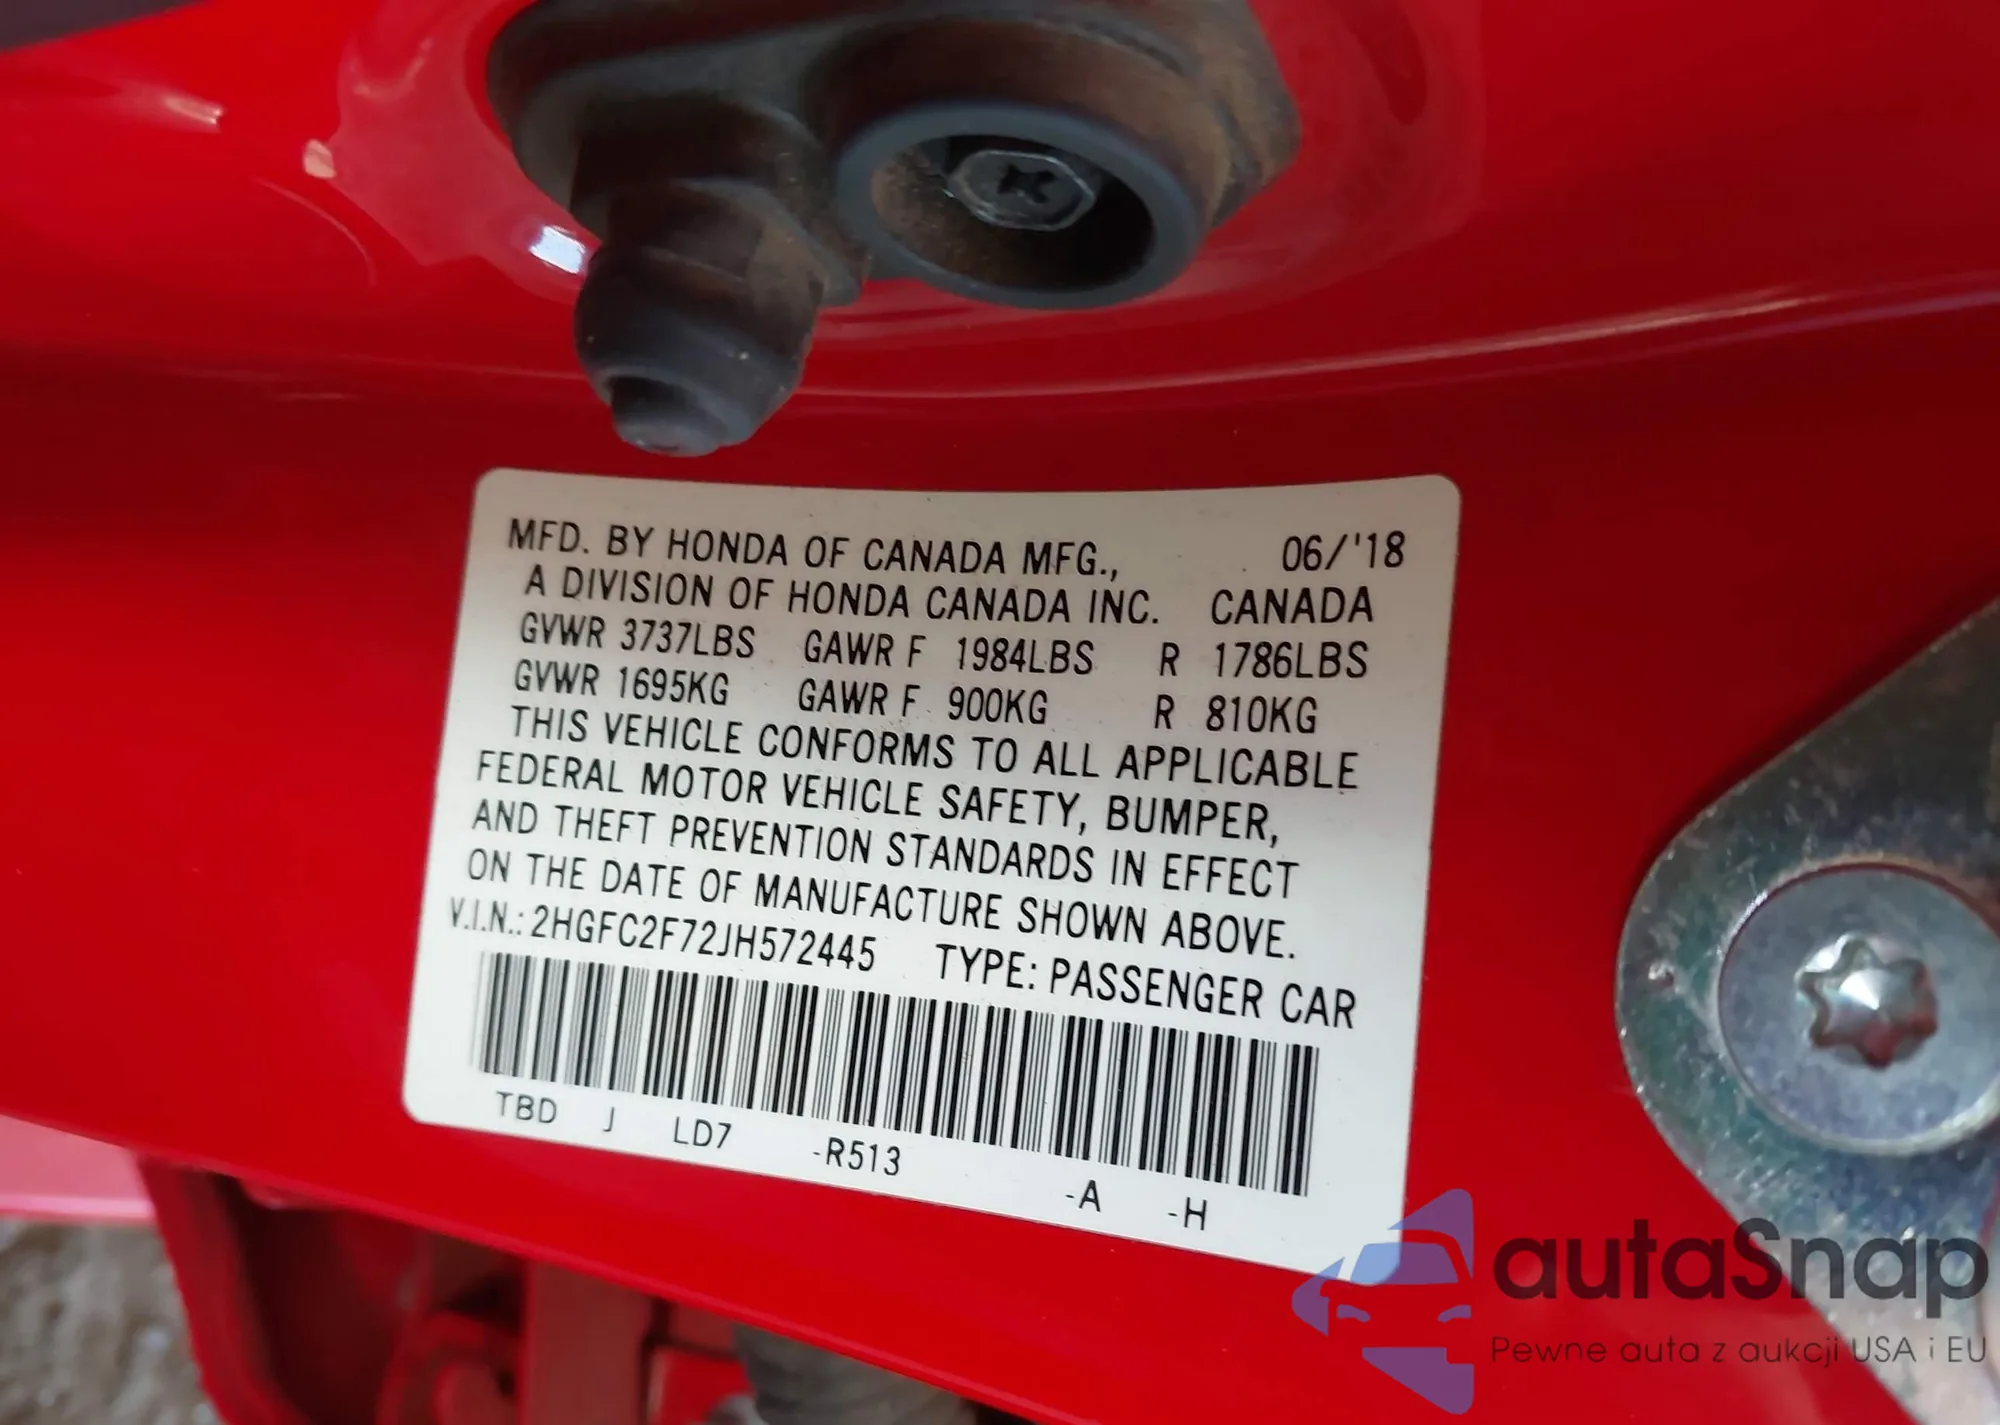 MFD. BY HONDA OF CANADA MFG., 06/'18
A DIVISION OF HONDA CANADA INC. CANADA
GVWR 3737LBS GAWR F 1984LBS R 1786LBS
GVWR 1695KG GAWR F 900KG R 810KG
THIS VEHICLE CONFORMS TO ALL APPLICABLE
FEDERAL MOTOR VEHICLE SAFETY, BUMPER,
AND THEFT PREVENTION STANDARDS IN EFFECT
ON THE DATE OF MANUFACTURE SHOWN ABOVE.
V.I.N.: 2HGFC2F72JH572445 TYPE: PASSENGER CAR
TBD J LD7 -R513 -A -H
autaSnap
Pewne auta z aukcji USA i EU